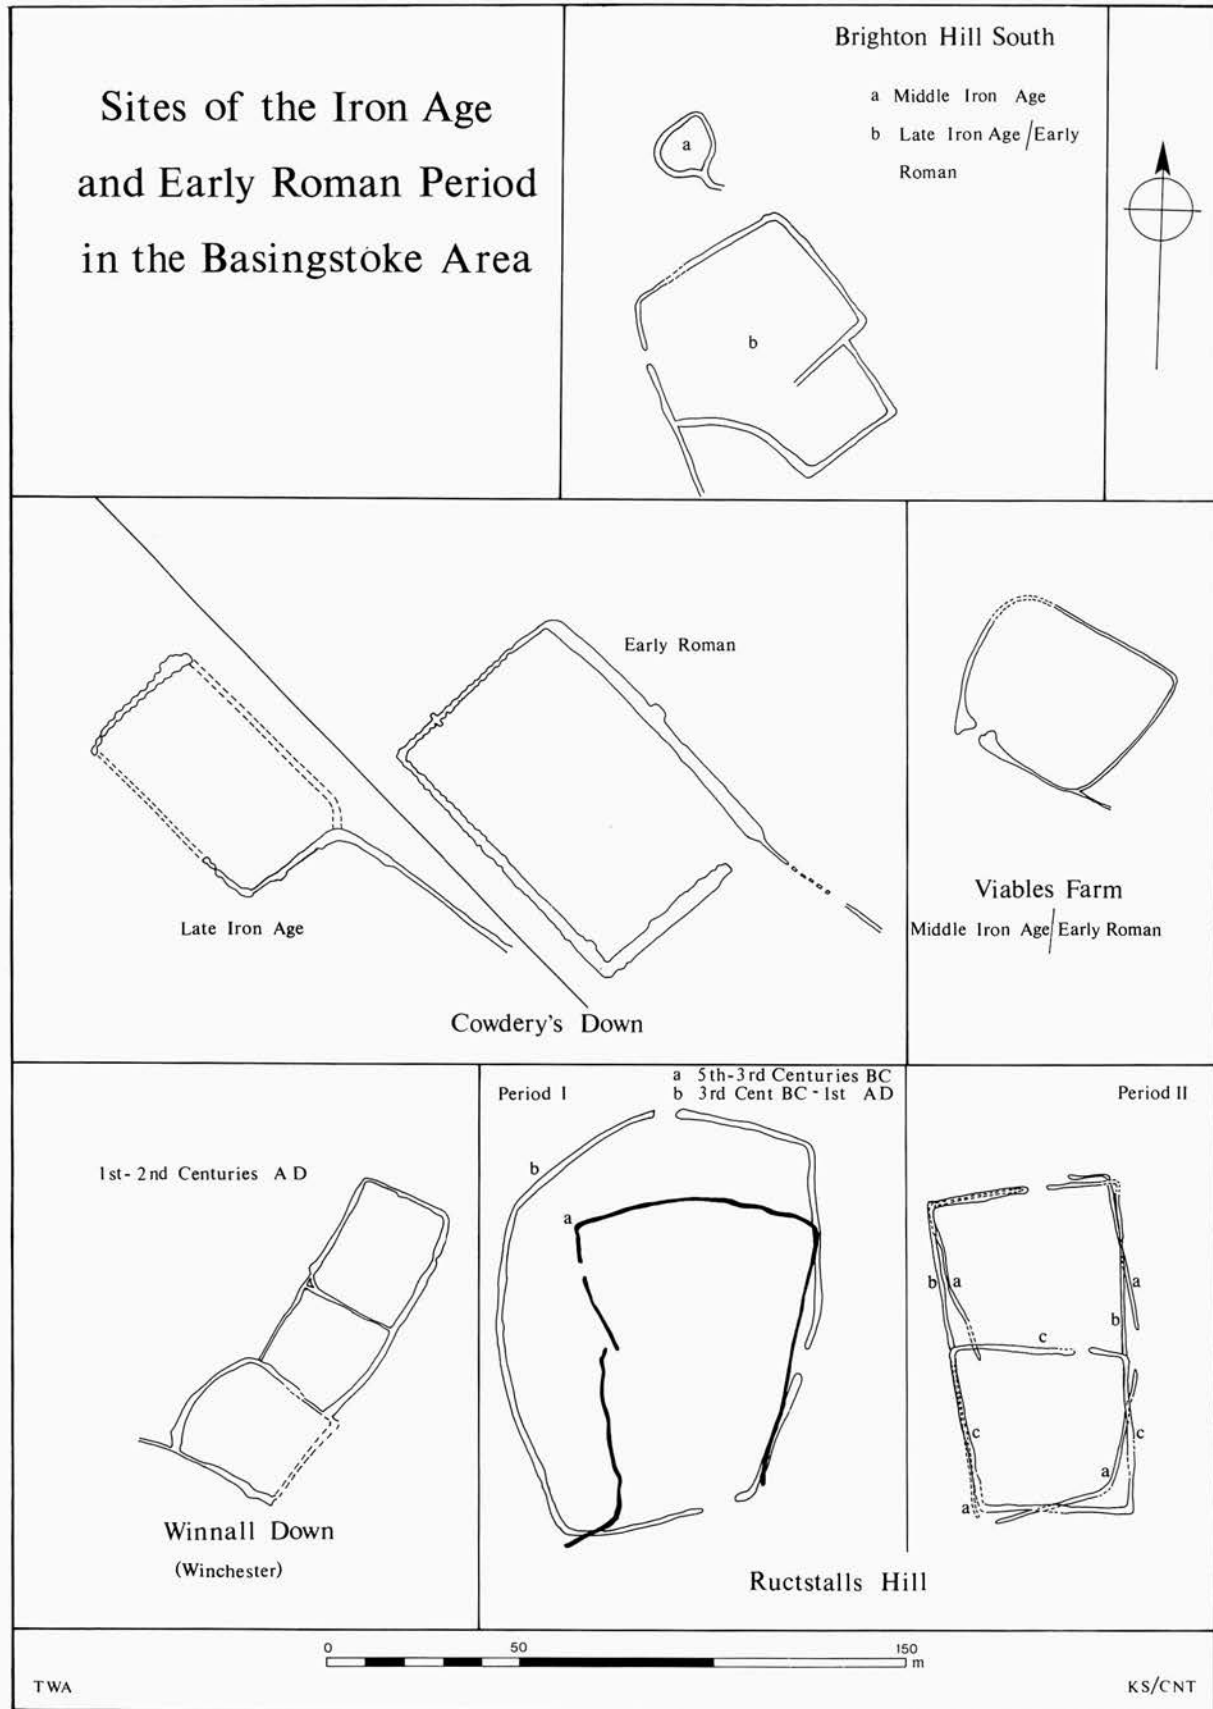 Sites of the Iron Age
and Early Roman Period
in the Basingstoke Area
Brighton Hill South
a Middle Iron Age
b Late Iron Age / Early
Roman
a
b
Early Roman
Late Iron Age
Cowdery's Down
Viables Farm
Middle Iron Age / Early Roman
1st - 2nd Centuries A D
Winnall Down
(Winchester)
Period I
a 5th - 3rd Centuries BC
b 3rd Cent BC - 1st AD
b
a
Period II
b
a
a
b
c
c
c
a
a
Ructstalls Hill
0
50
150
m
TWA
KS/CNT